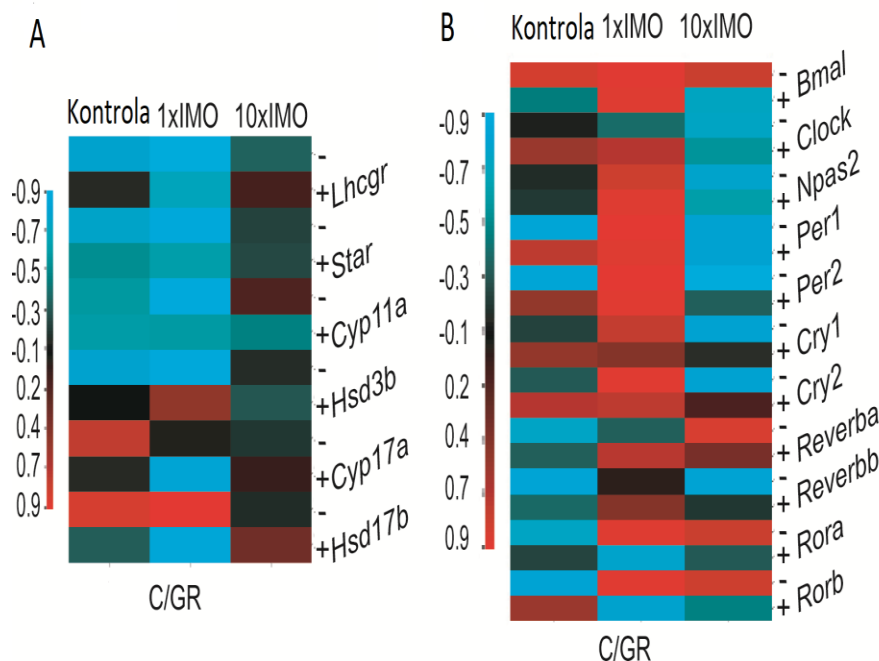 A
Kontrola 1xIMO 10xIMO
-0.9
-0.7
-0.5
-0.3
-0.1
0.2
0.4
0.7
0.9
-
+ Lhcgr
-
+ Star
-
+ Cyp11a
-
+ Hsd3b
-
+ Cyp17a
-
+ Hsd17b
C/GR
B
Kontrola 1xIMO 10xIMO
-0.9
-0.7
-0.5
-0.3
-0.1
0.2
0.4
0.7
0.9
- Bmal
+
- Clock
+
- Npas2
+
- Per1
+
- Per2
+
- Cry1
+
- Cry2
+
- Reverba
+
- Reverbb
+
- Rora
+
- Rorb
+
C/GR